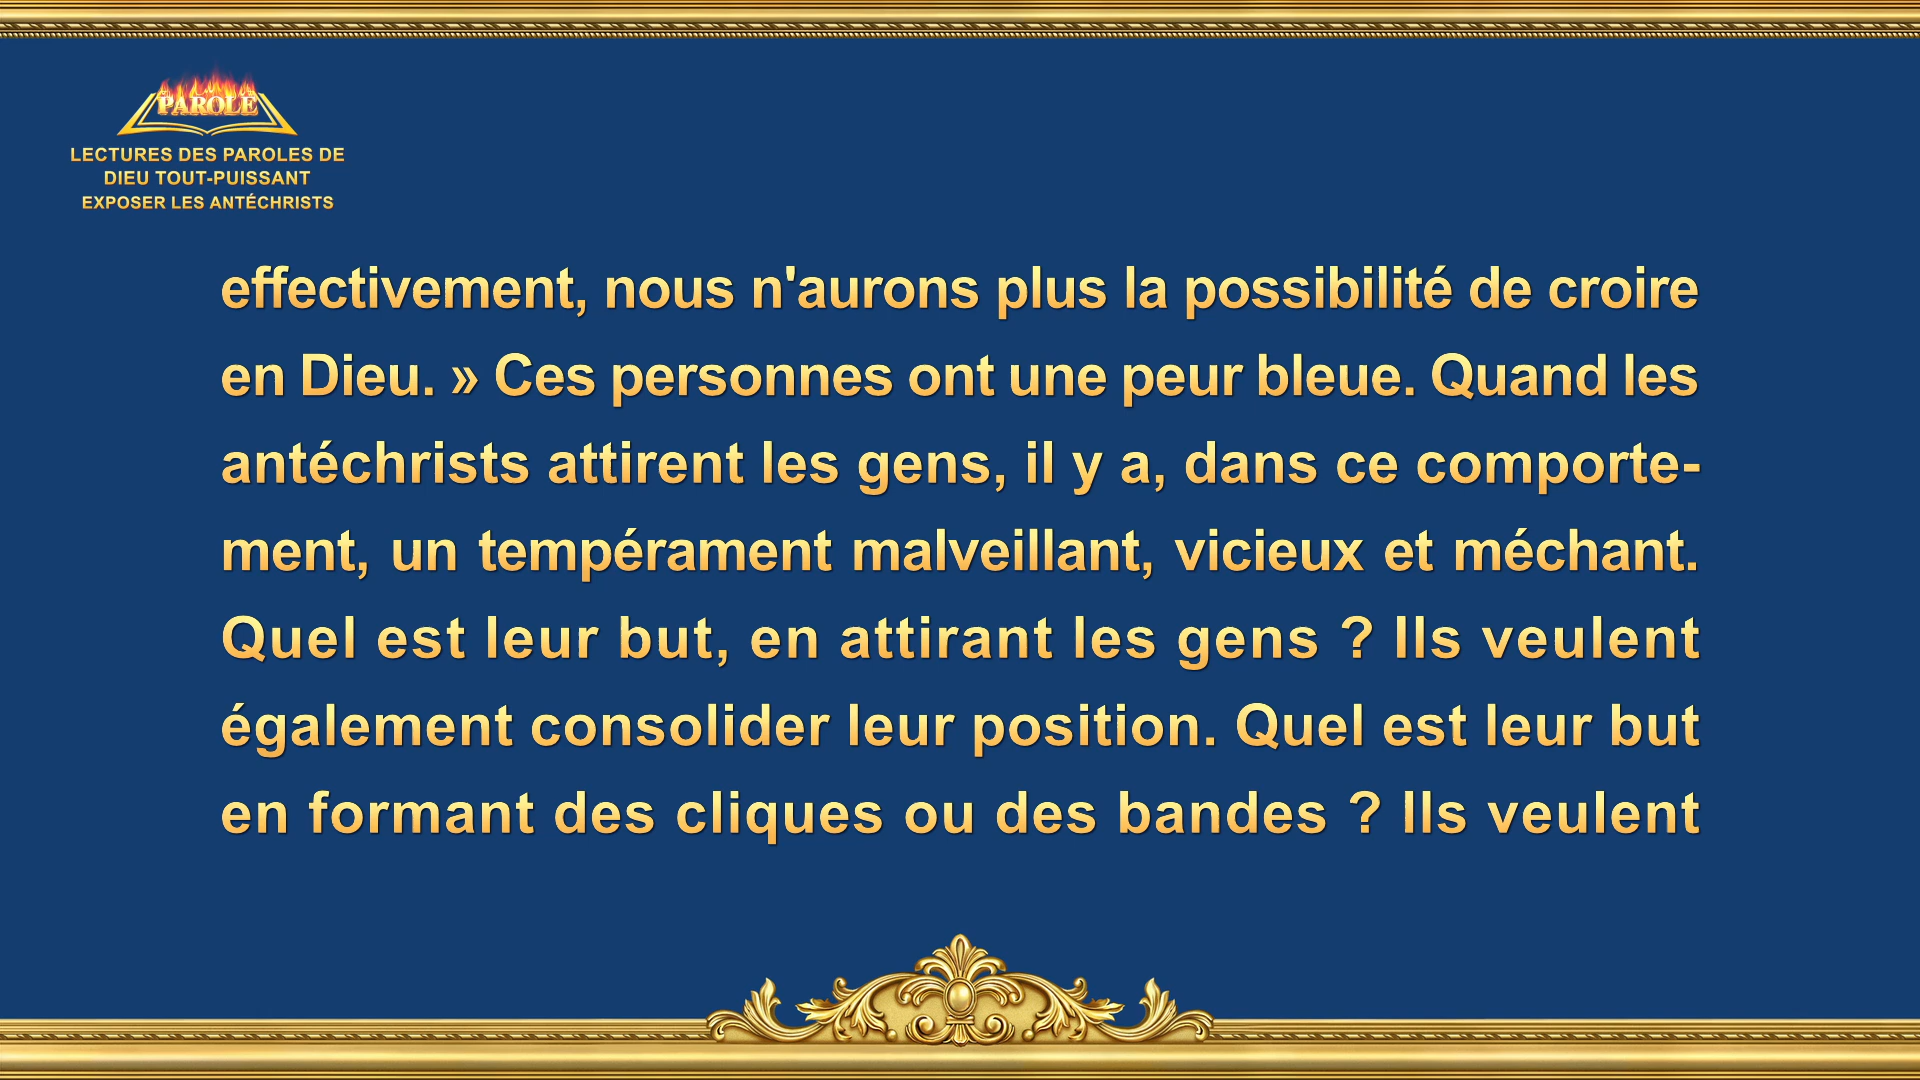 PAROLE
LECTURES DES PAROLES DE
DIEU TOUT-PUISSANT
EXPOSER LES ANTÉCHRISTS
effectivement, nous n'aurons plus la possibilité de croire
en Dieu. » Ces personnes ont une peur bleue. Quand les
antéchrists attirent les gens, il y a, dans ce comporte-
ment, un tempérament malveillant, vicieux et méchant.
Quel est leur but, en attirant les gens ? Ils veulent
également consolider leur position. Quel est leur but
en formant des cliques ou des bandes ? Ils veulent